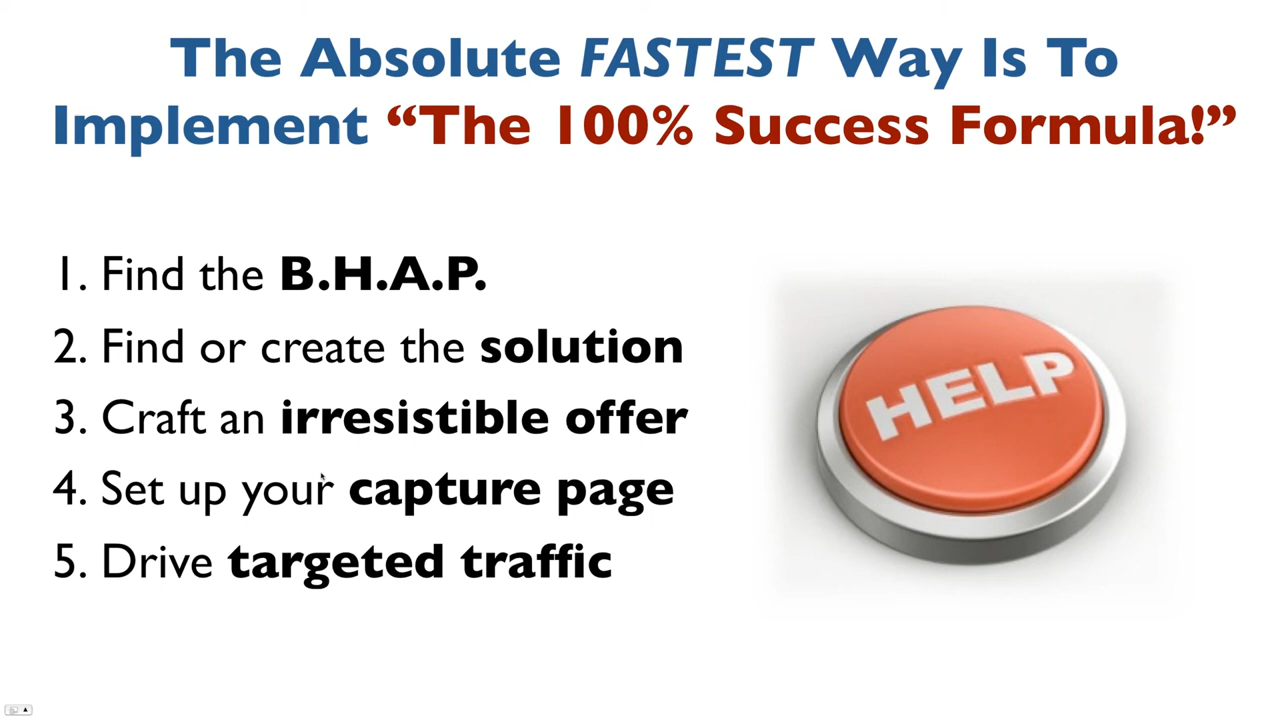 The Absolute FASTEST Way Is To
Implement “The 100% Success Formula!”
1. Find the B.H.A.P.
2. Find or create the solution
3. Craft an irresistible offer
4. Set up your capture page
5. Drive targeted traffic
HELP